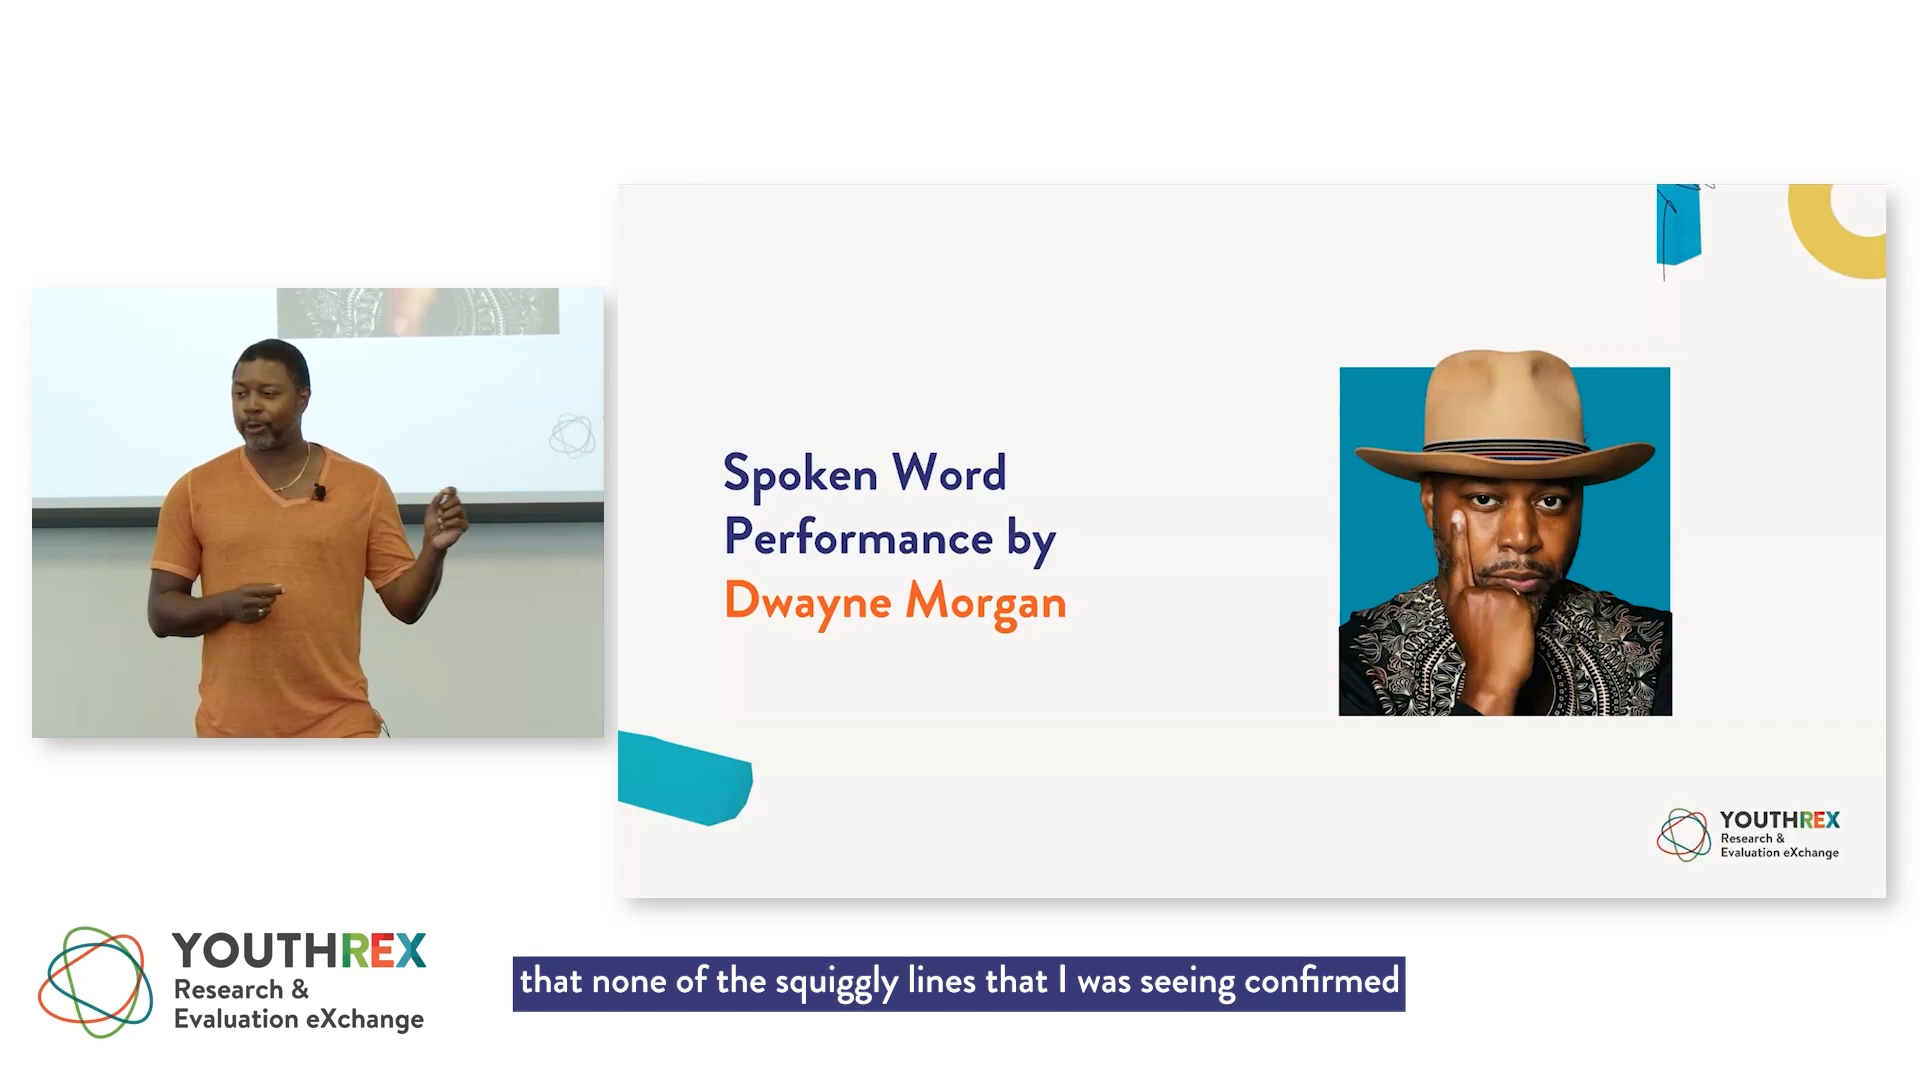 Spoken Word
Performance by
Dwayne Morgan
YOUTHREX
Research &
Evaluation eXchange
YOUTHREX
Research &
Evaluation eXchange
that none of the squiggly lines that I was seeing confirmed